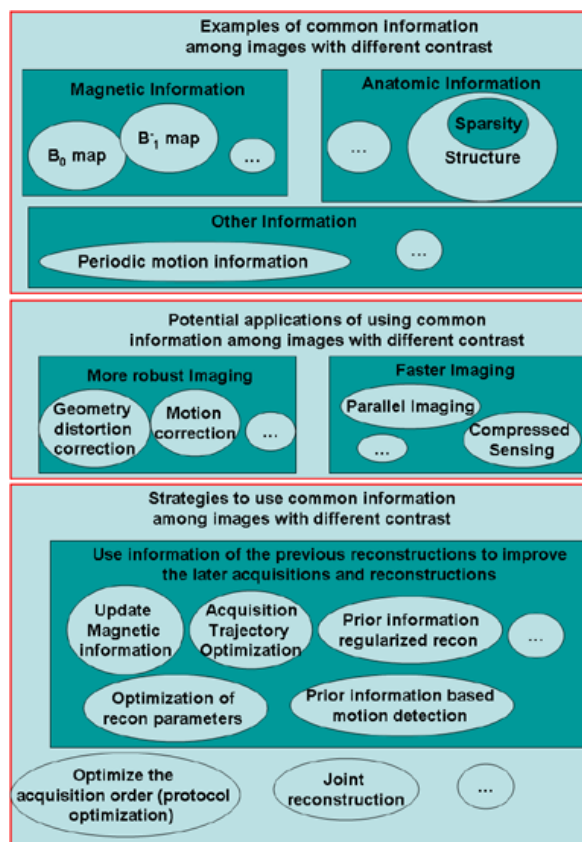 Examples of common information
among images with different contrast
Magnetic Information
B0 map
B-1 map
...
Anatomic Information
...
Sparsity
Structure
Other Information
Periodic motion information
...
Potential applications of using common
information among images with different contrast
More robust Imaging
Geometry
distortion
correction
Motion
correction
...
Faster Imaging
Parallel Imaging
...
Compressed
Sensing
Strategies to use common information
among images with different contrast
Use information of the previous reconstructions to improve
the later acquisitions and reconstructions
Update
Magnetic
information
Acquisition
Trajectory
Optimization
Prior information
regularized recon
...
Optimization of
recon parameters
Prior information based
motion detection
Optimize the
acquisition order (protocol
optimization)
Joint
reconstruction
...